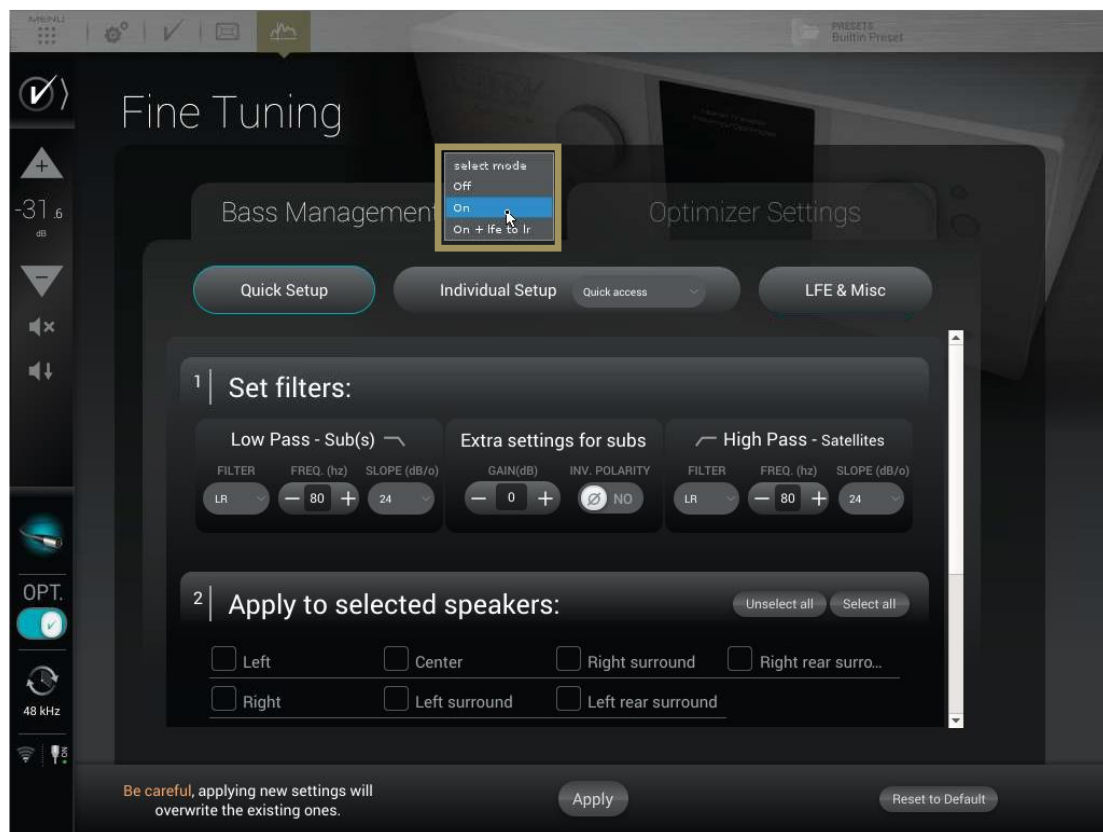 MENU
PRESETS
Builtin Preset
Fine Tuning
-31.6
dB
select mode
Off
On
On + lfe to lr
Bass Management
Optimizer Settings
Quick Setup
Individual Setup
Quick access
LFE & Misc
1 Set filters:
Low Pass - Sub(s)
FILTER FREQ. (hz) SLOPE (dB/o)
LR 80 24
Extra settings for subs
GAIN(dB) INV. POLARITY
0 NO
High Pass - Satellites
FILTER FREQ. (hz) SLOPE (dB/o)
LR 80 24
2 Apply to selected speakers:
Unselect all Select all
Left Center Right surround Right rear surro...
Right Left surround Left rear surround
OPT.
48 kHz
ON
Be careful, applying new settings will
overwrite the existing ones.
Apply
Reset to Default